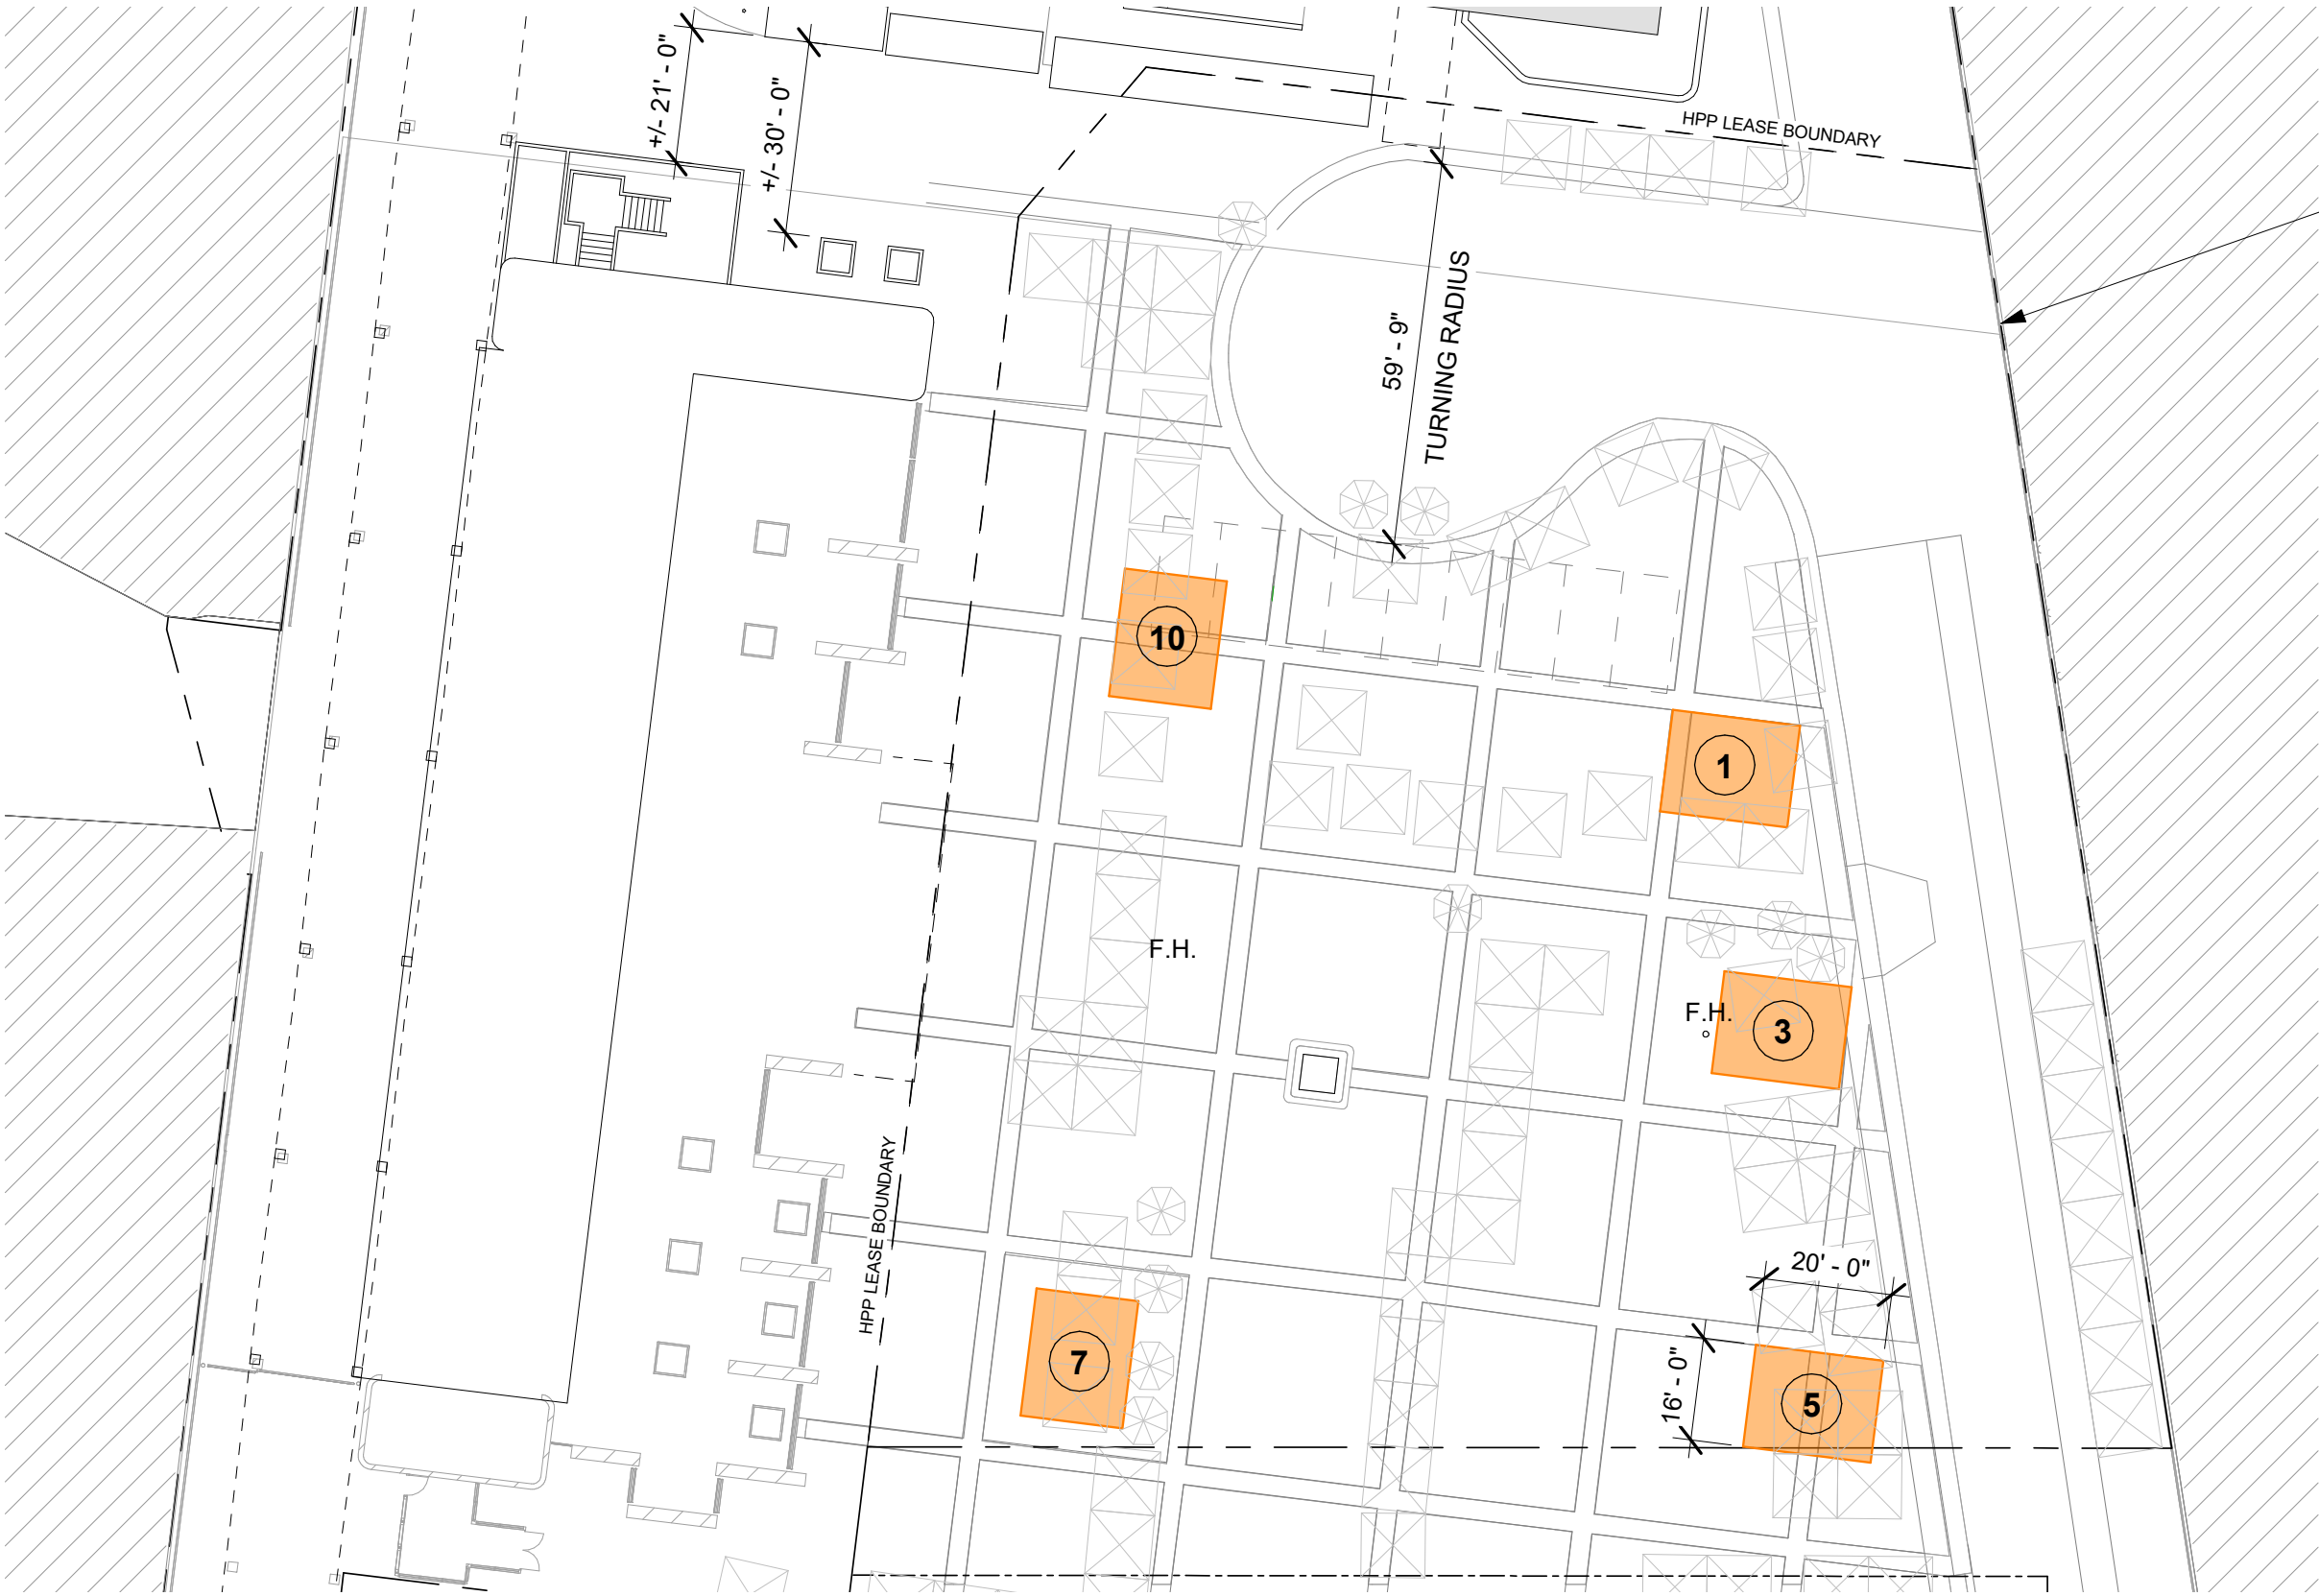 +/- 21' - 0"
+/- 30' - 0"
HPP LEASE BOUNDARY
59' - 9"
TURNING RADIUS
10
1
F.H.
F.H.
3
HPP LEASE BOUNDARY
20' - 0"
7
16' - 0"
5